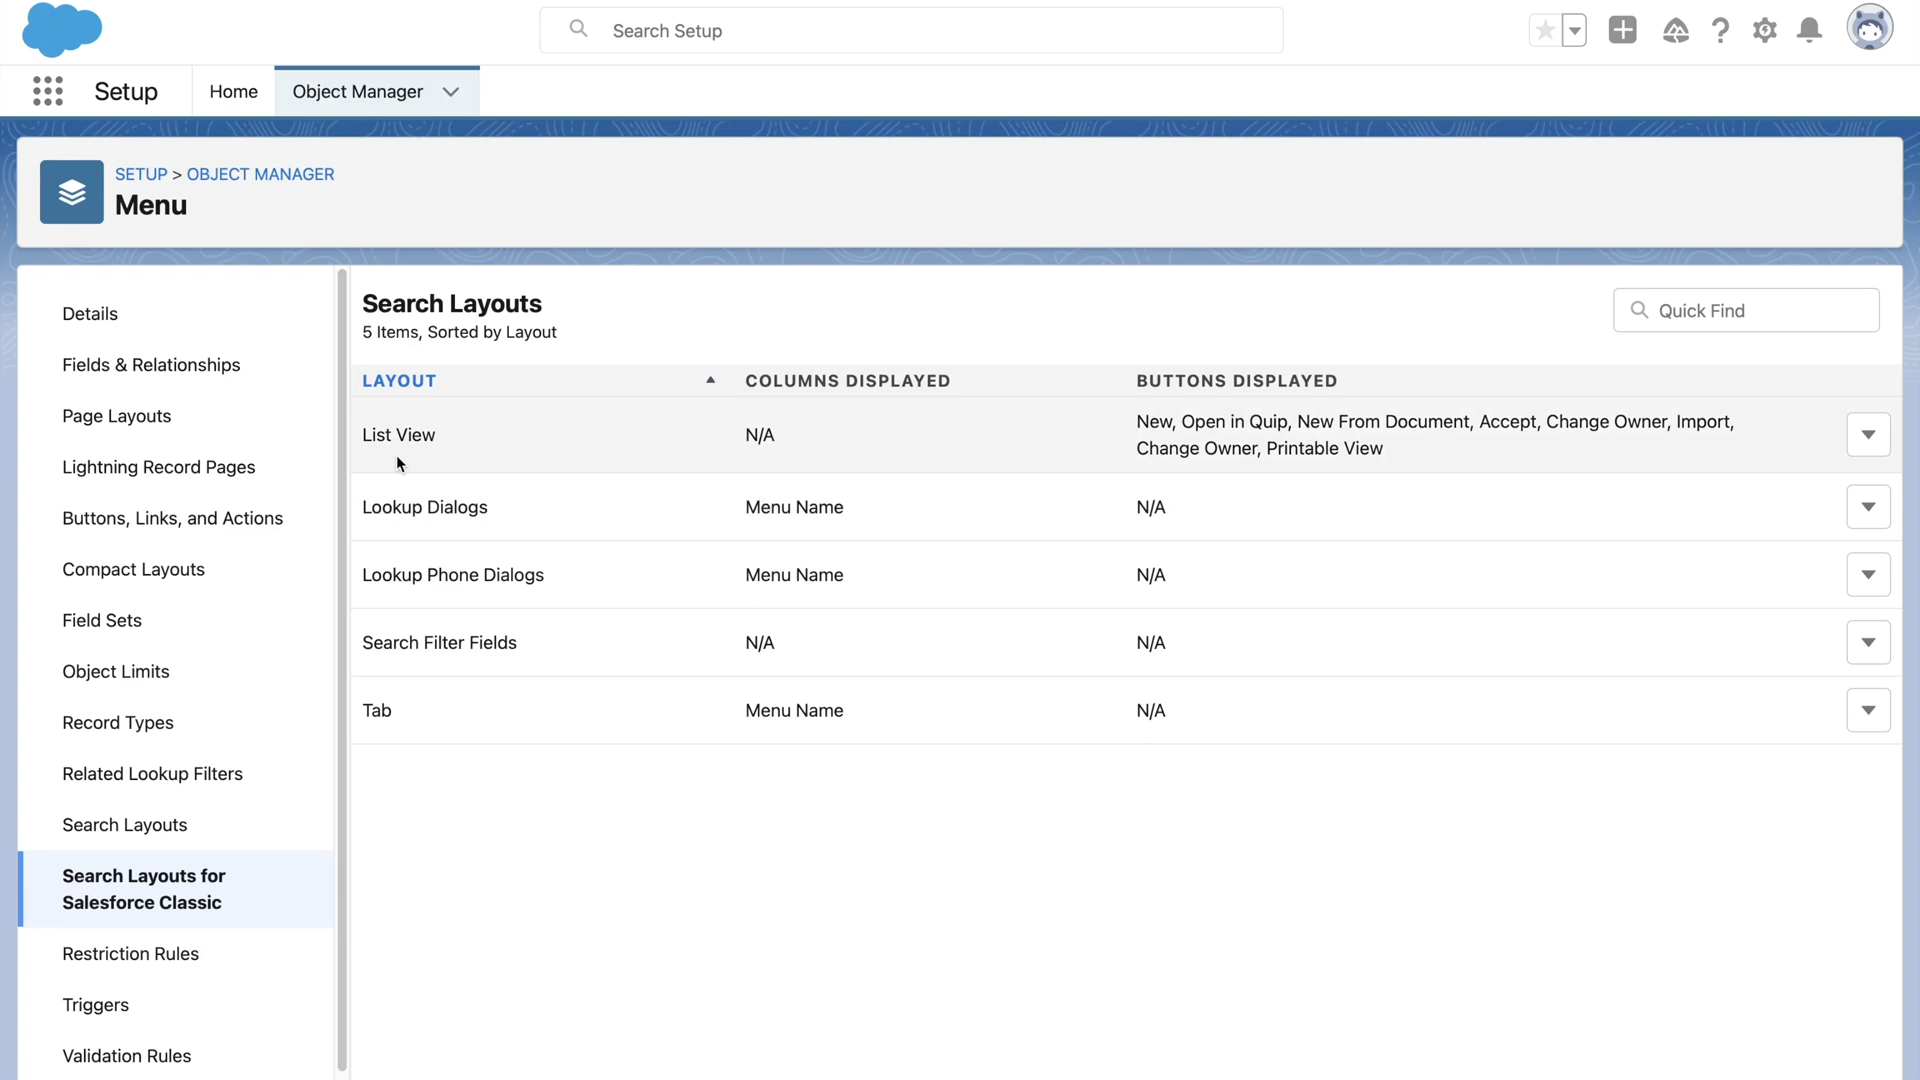 Search Setup
Setup
Home
Object Manager
SETUP > OBJECT MANAGER
Menu
Details
Fields & Relationships
Page Layouts
Lightning Record Pages
Buttons, Links, and Actions
Compact Layouts
Field Sets
Object Limits
Record Types
Related Lookup Filters
Search Layouts
Search Layouts for
Salesforce Classic
Restriction Rules
Triggers
Validation Rules
Search Layouts
5 Items, Sorted by Layout
Quick Find
LAYOUT COLUMNS DISPLAYED BUTTONS DISPLAYED
List View N/A New, Open in Quip, New From Document, Accept, Change Owner, Import,
Change Owner, Printable View
Lookup Dialogs Menu Name N/A
Lookup Phone Dialogs Menu Name N/A
Search Filter Fields N/A N/A
Tab Menu Name N/A